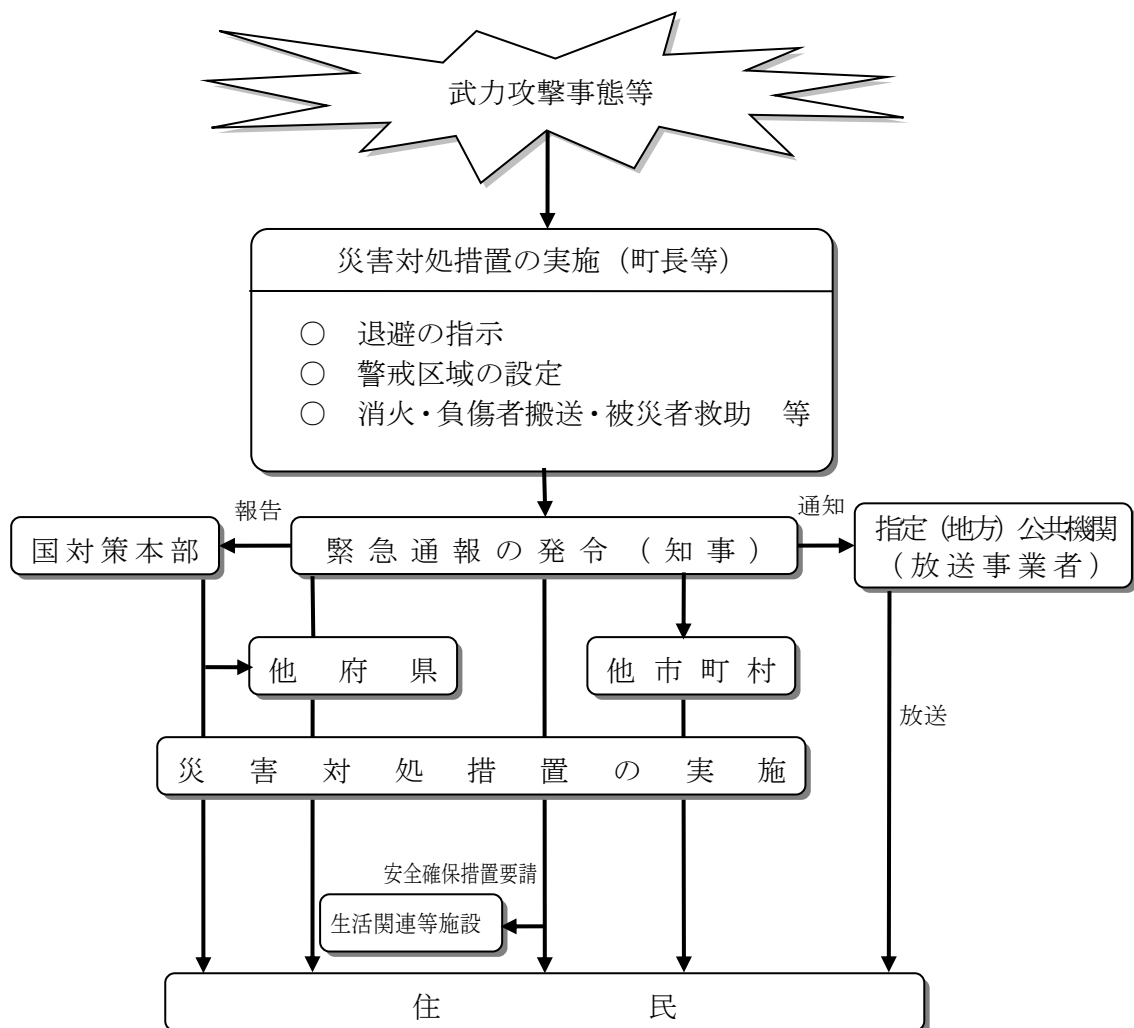 武力攻撃事態等
災害対処措置の実施（町長等）
○ 退避の指示
○ 警戒区域の設定
○ 消火・負傷者搬送・被災者救助 等
報告
通知
国対策本部
緊急通報の発令（知事）
指定（地方）公共機関
（放送事業者）
他府県
他市町村
放送
災害対処措置の実施
安全確保措置要請
生活関連等施設
住民